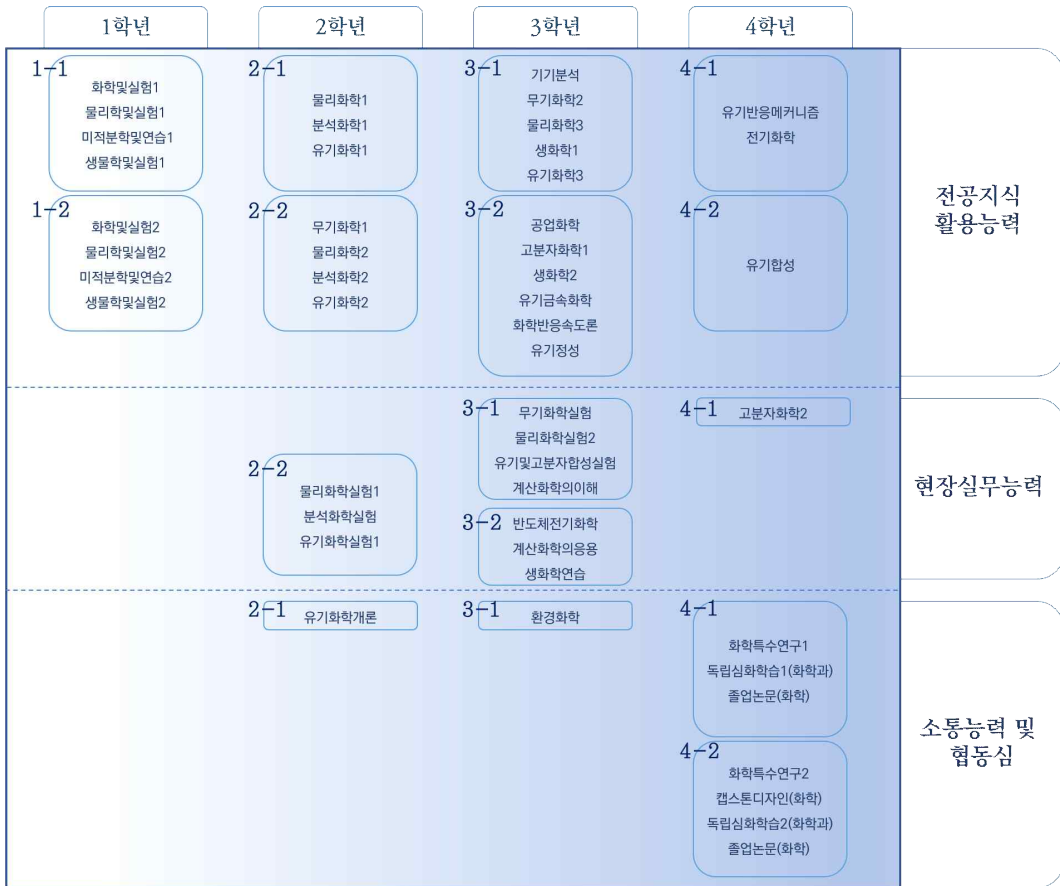 1학년
2학년
3학년
4학년
1-1
화학및실험1
물리학및실험1
미적분학및연습1
생물학및실험1
2-1
물리화학1
분석화학1
유기화학1
3-1
기기분석
무기화학2
물리화학3
생화학1
유기화학3
4-1
유기반응메커니즘
전기화학
1-2
화학및실험2
물리학및실험2
미적분학및연습2
생물학및실험2
2-2
무기화학1
물리화학2
분석화학2
유기화학2
3-2
공업화학
고분자화학1
생화학2
유기금속화학
화학반응속도론
유기정성
4-2
유기합성
전공지식
활용능력
2-2
물리화학실험1
분석화학실험
유기화학실험1
3-1
무기화학실험
물리화학실험2
유기및고분자합성실험
계산화학의이해
3-2
반도체전기화학
계산화학의응용
생화학연습
4-1
고분자화학2
현장실무능력
2-1
유기화학개론
3-1
환경화학
4-1
화학특수연구1
독립심화학습1(화학과)
졸업논문(화학)
4-2
화학특수연구2
캡스톤디자인(화학)
독립심화학습2(화학과)
졸업논문(화학)
소통능력 및
협동심